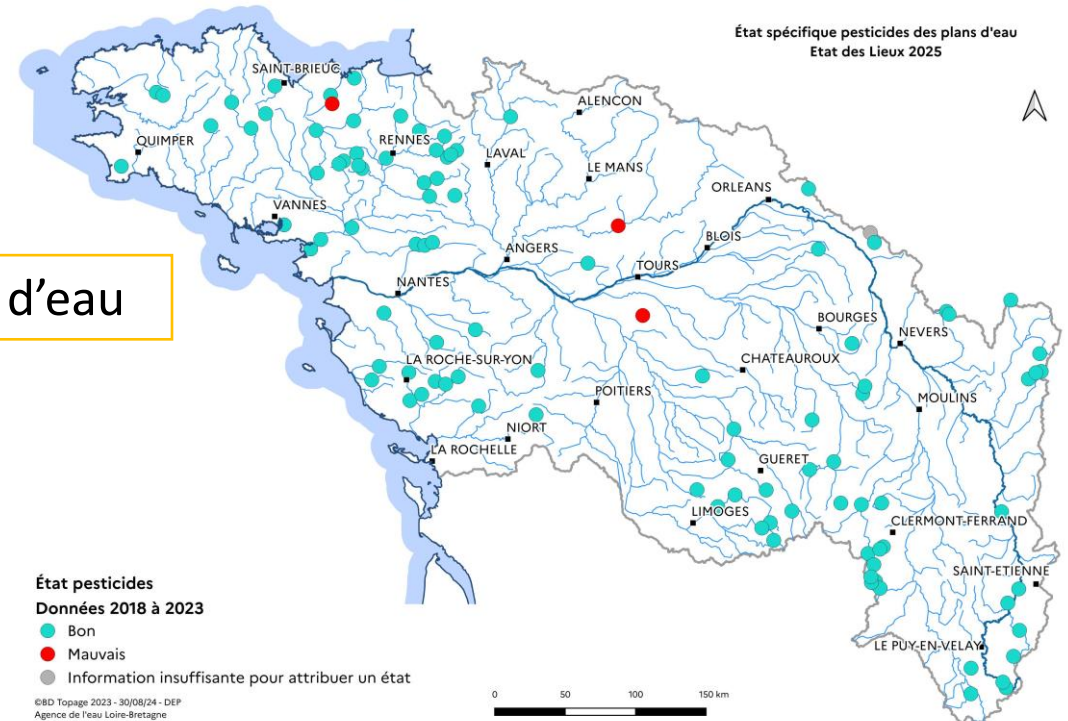 État spécifique pesticides des plans d'eau
Etat des Lieux 2025
SAINT-BRIEUC
ALENCON
QUIMPER
RENNES
LAVAL
LE MANS
ORLEANS
VANNES
BLOIS
ANGERS
TOURS
d’eau
NANTES
BOURGES
NEVERS
LA ROCHE-SUR-YON
CHATEAUROUX
POITIERS
MOULINS
NIORT
LA ROCHELLE
GUERET
LIMOGES
CLERMONT-FERRAND
SAINT-ETIENNE
LE PUY-EN-VELAY
État pesticides
Données 2018 à 2023
Bon
Mauvais
Information insuffisante pour attribuer un état
©BD Topage 2023 - 30/08/24 - DEP
Agence de l'eau Loire-Bretagne
0 50 100 150 km